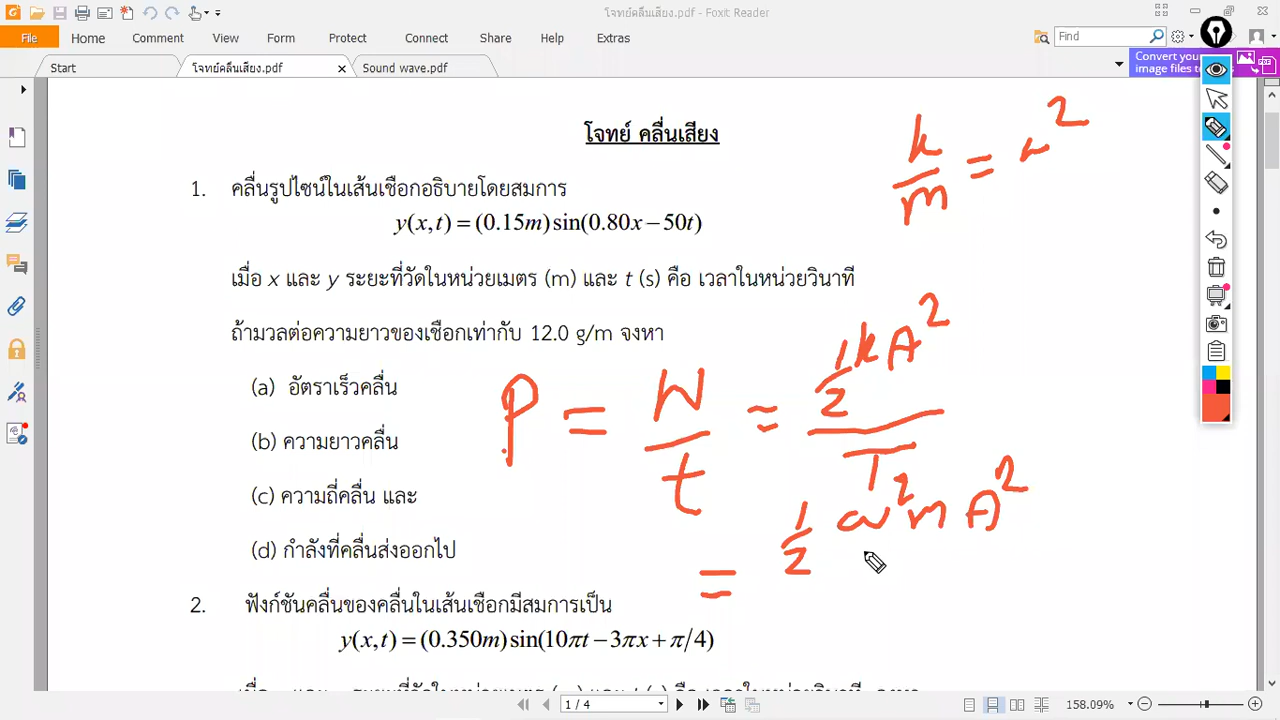 โจทย์คลื่นเสียง.pdf - Foxit Reader
File Home Comment View Form Protect Connect Share Help Extras
Find
Start โจทย์คลื่นเสียง.pdf Sound wave.pdf
Convert your
image files to
โจทย์ คลื่นเสียง
1. คลื่นรูปไซน์ในเส้นเชือกอธิบายโดยสมการ
y(x,t) = (0.15m)sin(0.80x − 50t)
เมื่อ x และ y ระยะที่วัดในหน่วยเมตร (m) และ t (s) คือ เวลาในหน่วยวินาที
ถ้ามวลต่อความยาวของเชือกเท่ากับ 12.0 g/m จงหา
(a) อัตราเร็วคลื่น
(b) ความยาวคลื่น
(c) ความถี่คลื่น และ
(d) กำลังที่คลื่นส่งออกไป
k/m = 2
P = W/t = ½kA²/T
= ½ ω²mA²
2. ฟังก์ชันคลื่นของคลื่นในเส้นเชือกมีสมการเป็น
y(x,t) = (0.350m)sin(10πt − 3πx + π/4)
1 / 4
158.09%